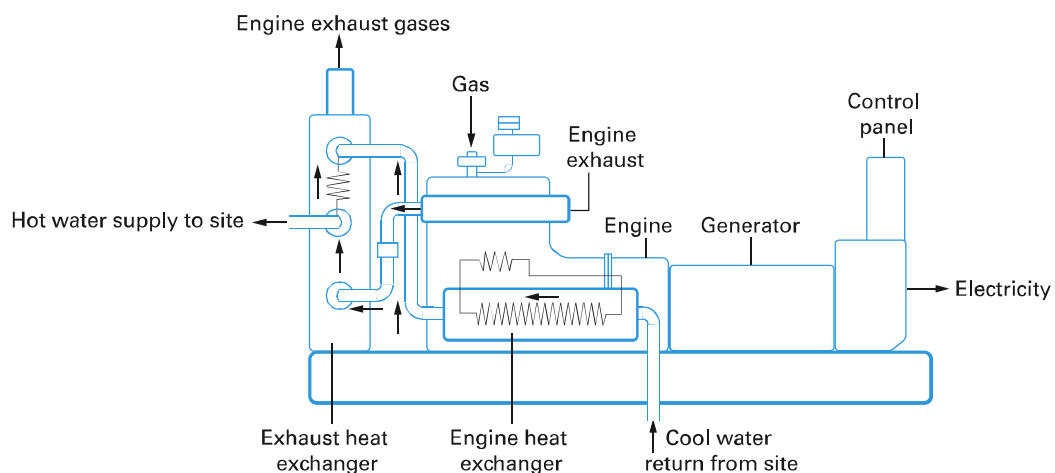 Engine exhaust gases
Gas
Engine
exhaust
Control
panel
Hot water supply to site
Engine
Generator
Electricity
Exhaust heat
exchanger
Engine heat
exchanger
Cool water
return from site